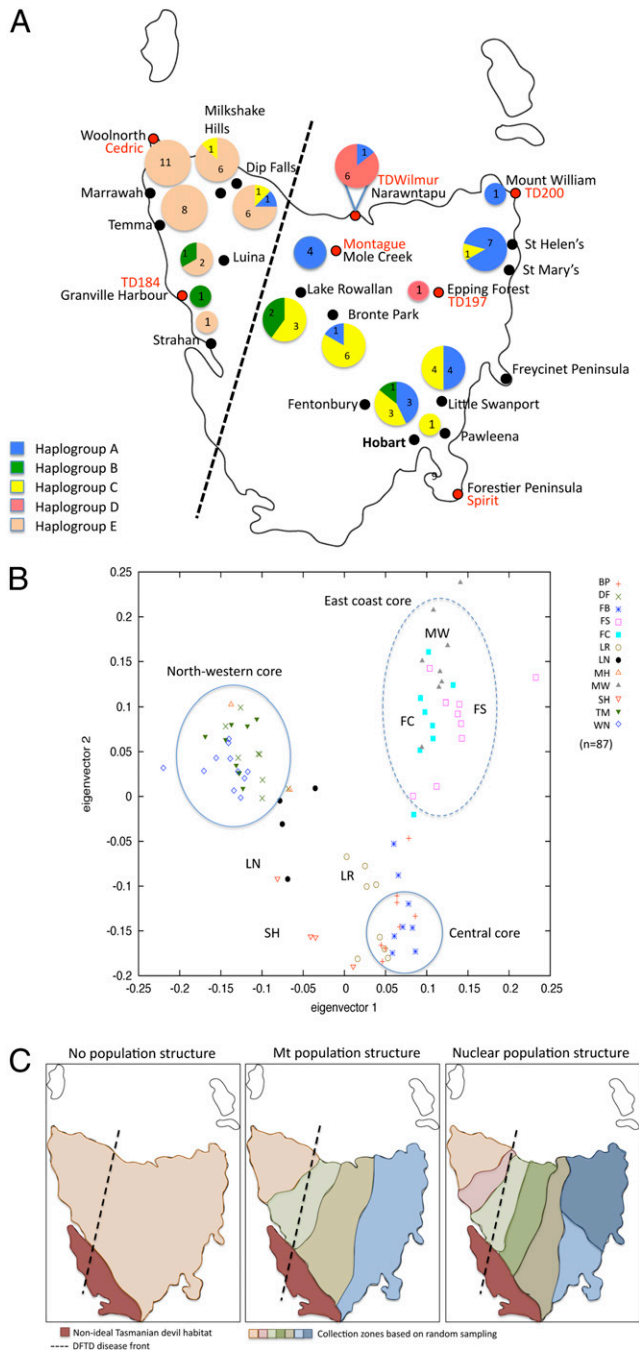 A
Milkshake
Hills
Woolnorth
Cedric
11
1
6
Dip Falls
Marrawah
8
1
Temma
1
2
Luina
TD184
Granville Harbour
1
1
Strahan
1
6
TDWilmur
Narawntapu
Mount William
1
TD200
4
Montague
Mole Creek
7
1
St Helen's
St Mary's
Lake Rowallan
1
Epping Forest
TD197
2
3
Bronte Park
1
6
4
4
Freycinet Peninsula
Fentonbury
1
3
3
Little Swanport
1
Hobart
Pawleena
Forestier Peninsula
Spirit
Haplogroup A
Haplogroup B
Haplogroup C
Haplogroup D
Haplogroup E
B
0.25
0.2
0.15
0.1
0.05
0
-0.05
-0.1
-0.15
-0.2
eigenvector 2
-0.25
-0.2
-0.15
-0.1
-0.05
0
0.05
0.1
0.15
0.2
0.25
eigenvector 1
East coast core
MW
North-western core
FC
FS
LN
LR
SH
Central core
BP
DF
FB
FS
FC
LR
LN
MH
MW
SH
TM
WN
(n=87)
C
No population structure
Mt population structure
Nuclear population structure
Non-ideal Tasmanian devil habitat
Collection zones based on random sampling
DFTD disease front